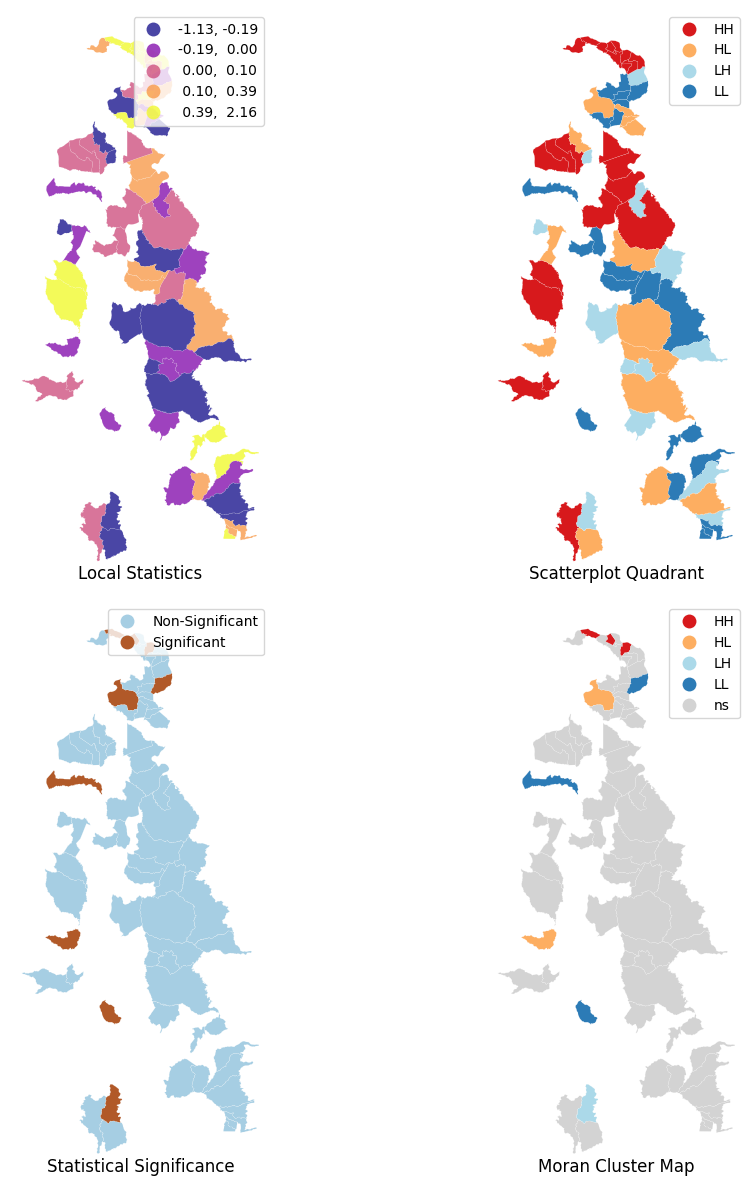 -1.13, -0.19
-0.19, 0.00
0.00, 0.10
0.10, 0.39
0.39, 2.16
Local Statistics
HH
HL
LH
LL
Scatterplot Quadrant
Non-Significant
Significant
Statistical Significance
HH
HL
LH
LL
ns
Moran Cluster Map